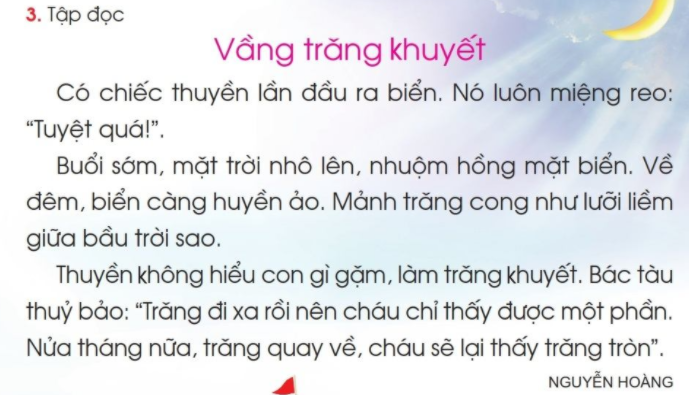 3. Tập đọc
Vầng trăng khuyết
Có chiếc thuyền lần đầu ra biển. Nó luôn miệng reo:
“Tuyệt quá!”.
Buổi sớm, mặt trời nhô lên, nhuộm hồng mặt biển. Về
đêm, biển càng huyền ảo. Mảnh trăng cong như lưỡi liềm
giữa bầu trời sao.
Thuyền không hiểu con gì gặm, làm trăng khuyết. Bác tàu
thuỷ bảo: “Trăng đi xa rồi nên cháu chỉ thấy được một phần.
Nửa tháng nữa, trăng quay về, cháu sẽ lại thấy trăng tròn”.
NGUYỄN HOÀNG